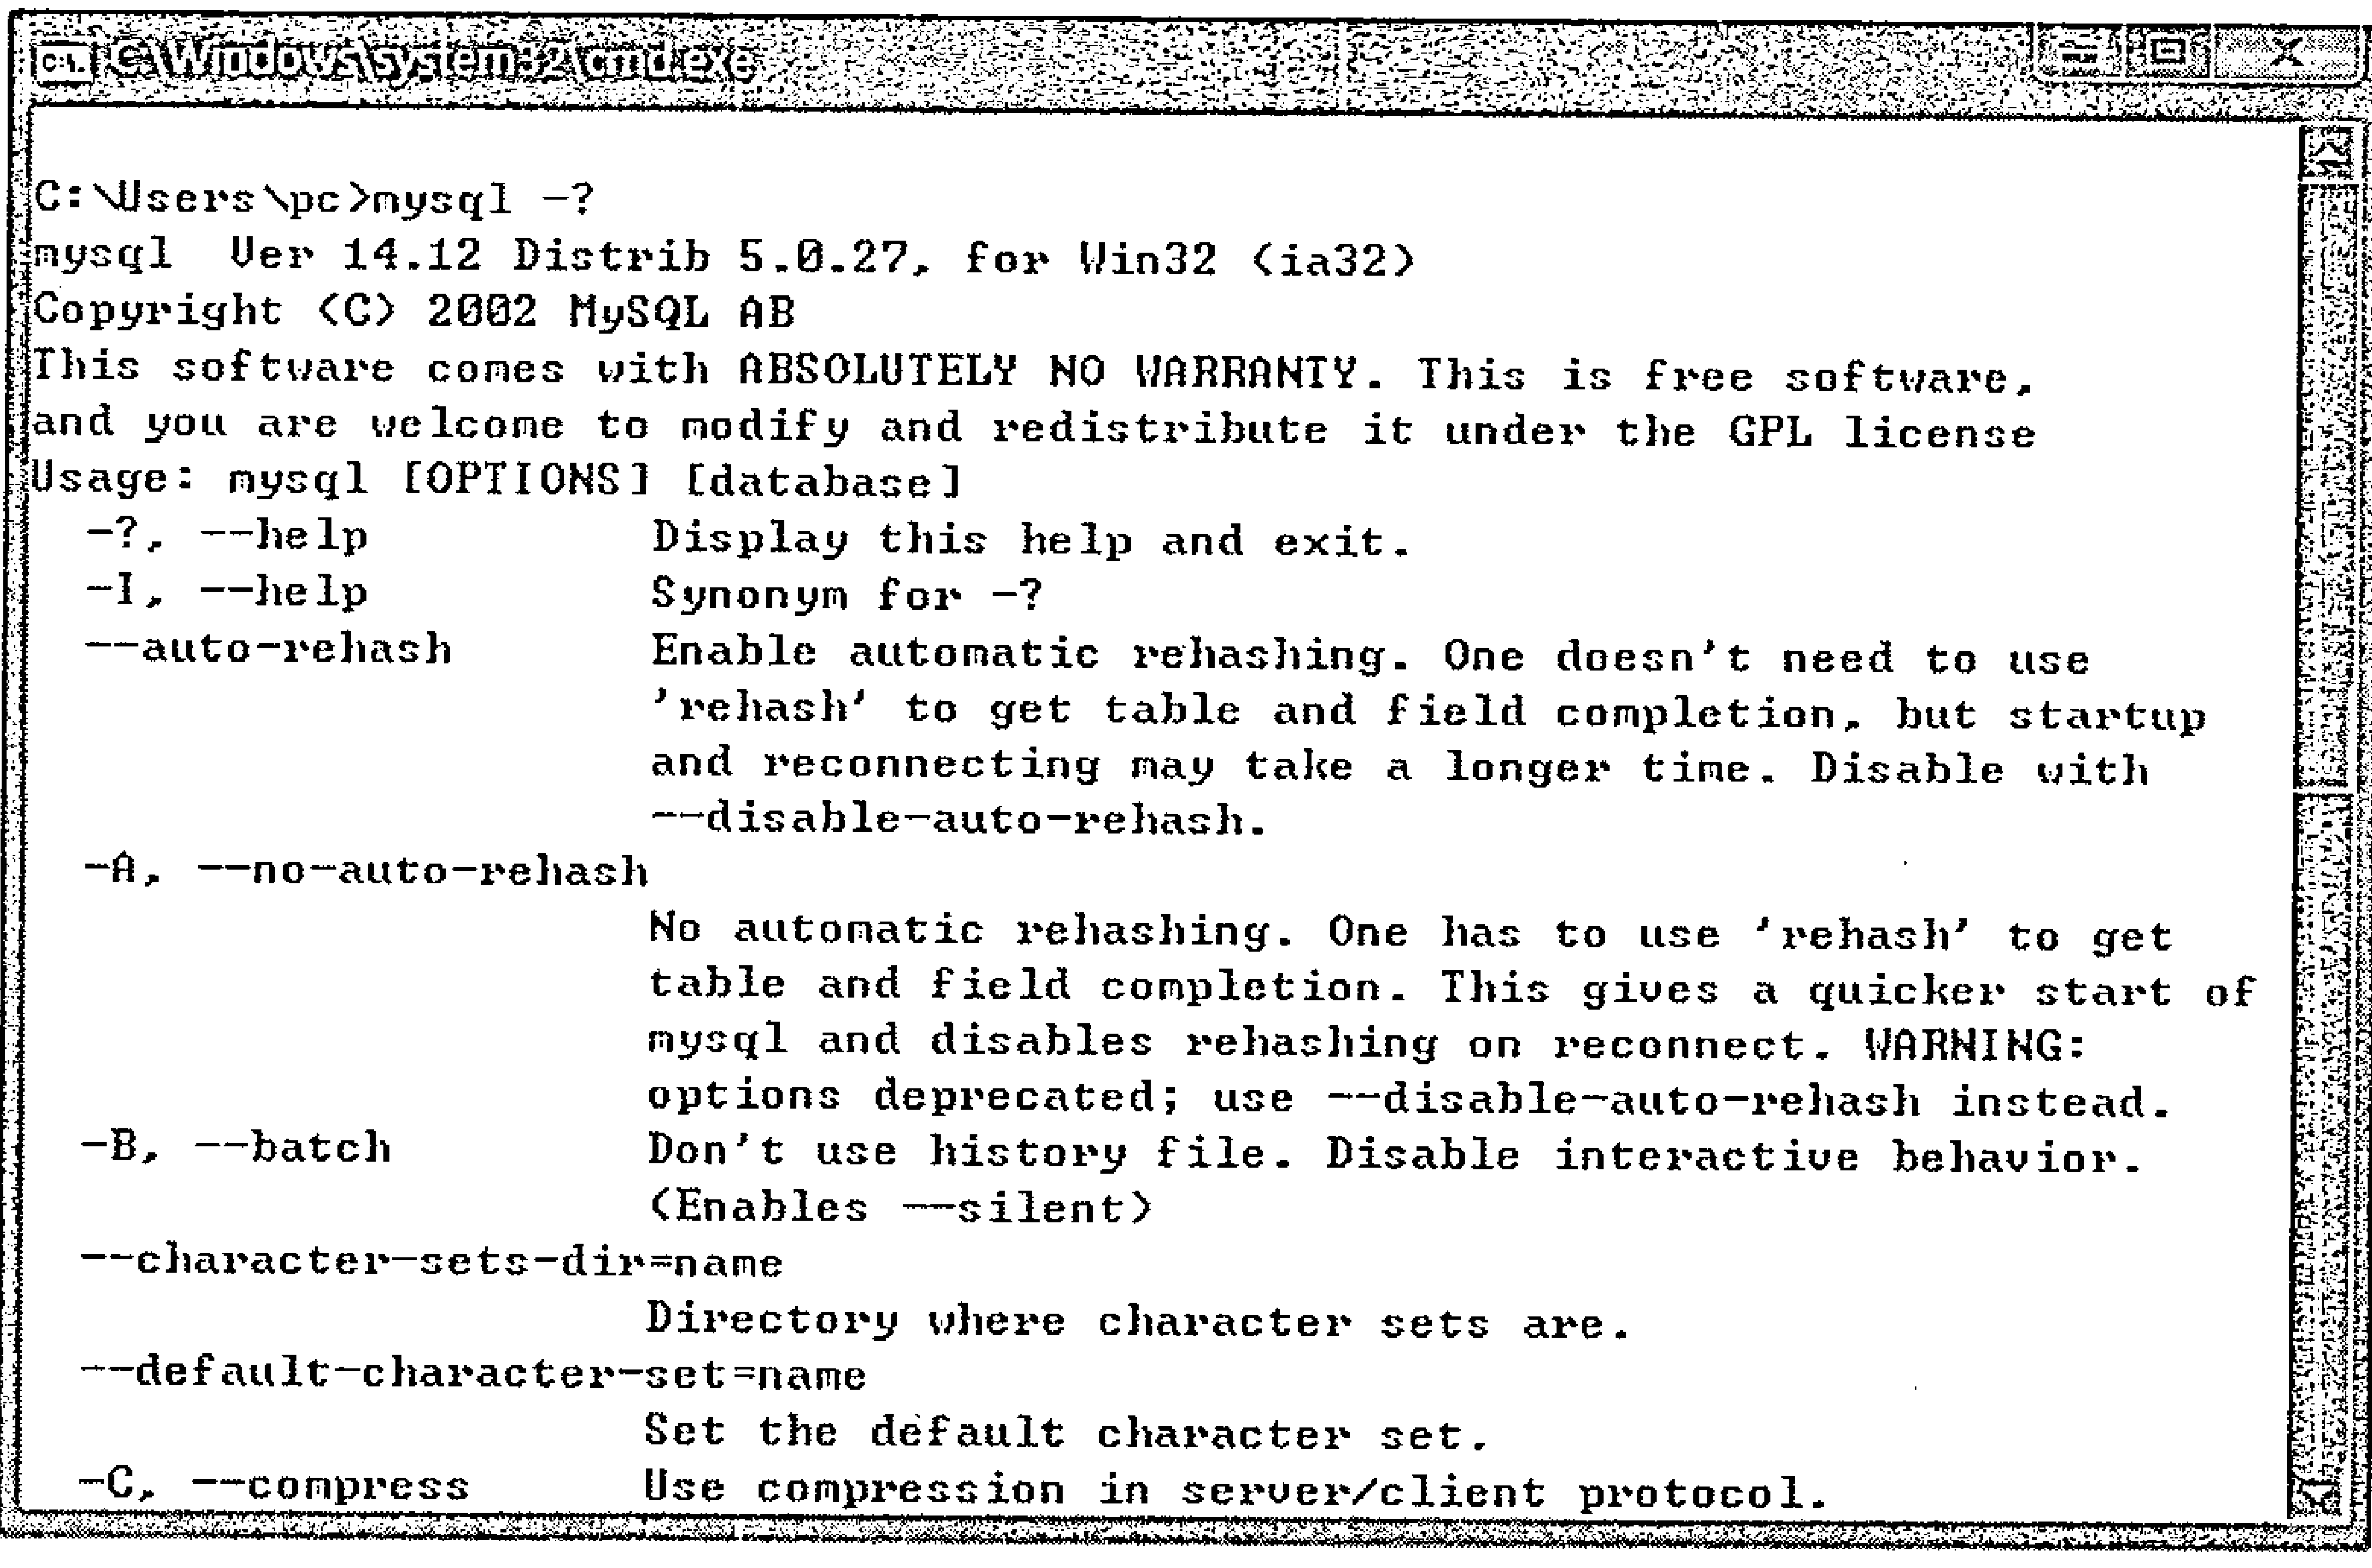 C:\Windows\system32\cmd.exe
C:\Users\pc>mysql -?
mysql  Ver 14.12 Distrib 5.0.27, for Win32 (ia32)
Copyright (C) 2002 MySQL AB
This software comes with ABSOLUTELY NO WARRANTY. This is free software,
and you are welcome to modify and redistribute it under the GPL license
Usage: mysql [OPTIONS] [database]
  -?, --help          Display this help and exit.
  -I, --help          Synonym for -?
  --auto-rehash       Enable automatic rehashing. One doesn't need to use
                      'rehash' to get table and field completion, but startup
                      and reconnecting may take a longer time. Disable with
                      --disable-auto-rehash.
  -A, --no-auto-rehash
                      No automatic rehashing. One has to use 'rehash' to get
                      table and field completion. This gives a quicker start of
                      mysql and disables rehashing on reconnect. WARNING:
                      options deprecated; use --disable-auto-rehash instead.
  -B, --batch         Don't use history file. Disable interactive behavior.
                      (Enables --silent)
  --character-sets-dir=name
                      Directory where character sets are.
  --default-character-set=name
                      Set the default character set.
  -C, --compress      Use compression in server/client protocol.